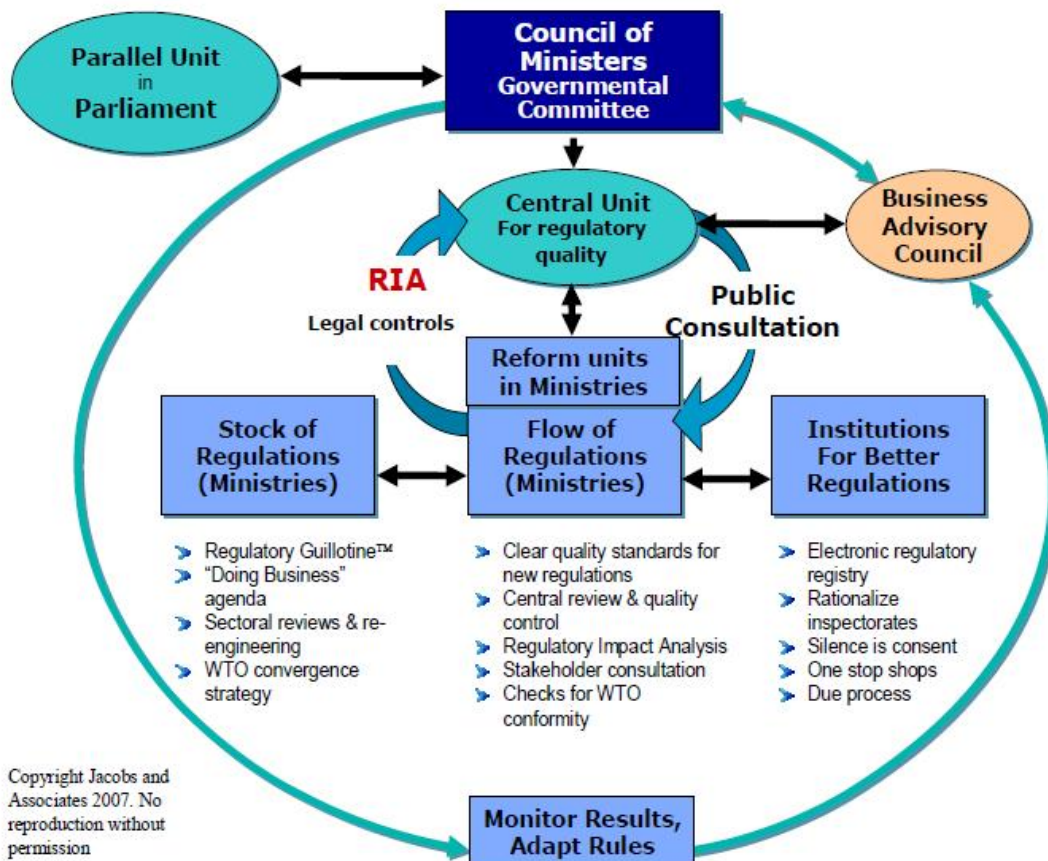 Parallel Unit
in
Parliament
Council of
Ministers
Governmental
Committee
Central Unit
For regulatory
quality
Business
Advisory
Council
RIA
Legal controls
Public
Consultation
Reform units
in Ministries
Stock of
Regulations
(Ministries)
Flow of
Regulations
(Ministries)
Institutions
For Better
Regulations
Regulatory Guillotine™
“Doing Business”
agenda
Sectoral reviews & re-
engineering
WTO convergence
strategy
Clear quality standards for
new regulations
Central review & quality
control
Regulatory Impact Analysis
Stakeholder consultation
Checks for WTO
conformity
Electronic regulatory
registry
Rationalize
inspectorates
Silence is consent
One stop shops
Due process
Copyright Jacobs and
Associates 2007. No
reproduction without
permission
Monitor Results,
Adapt Rules